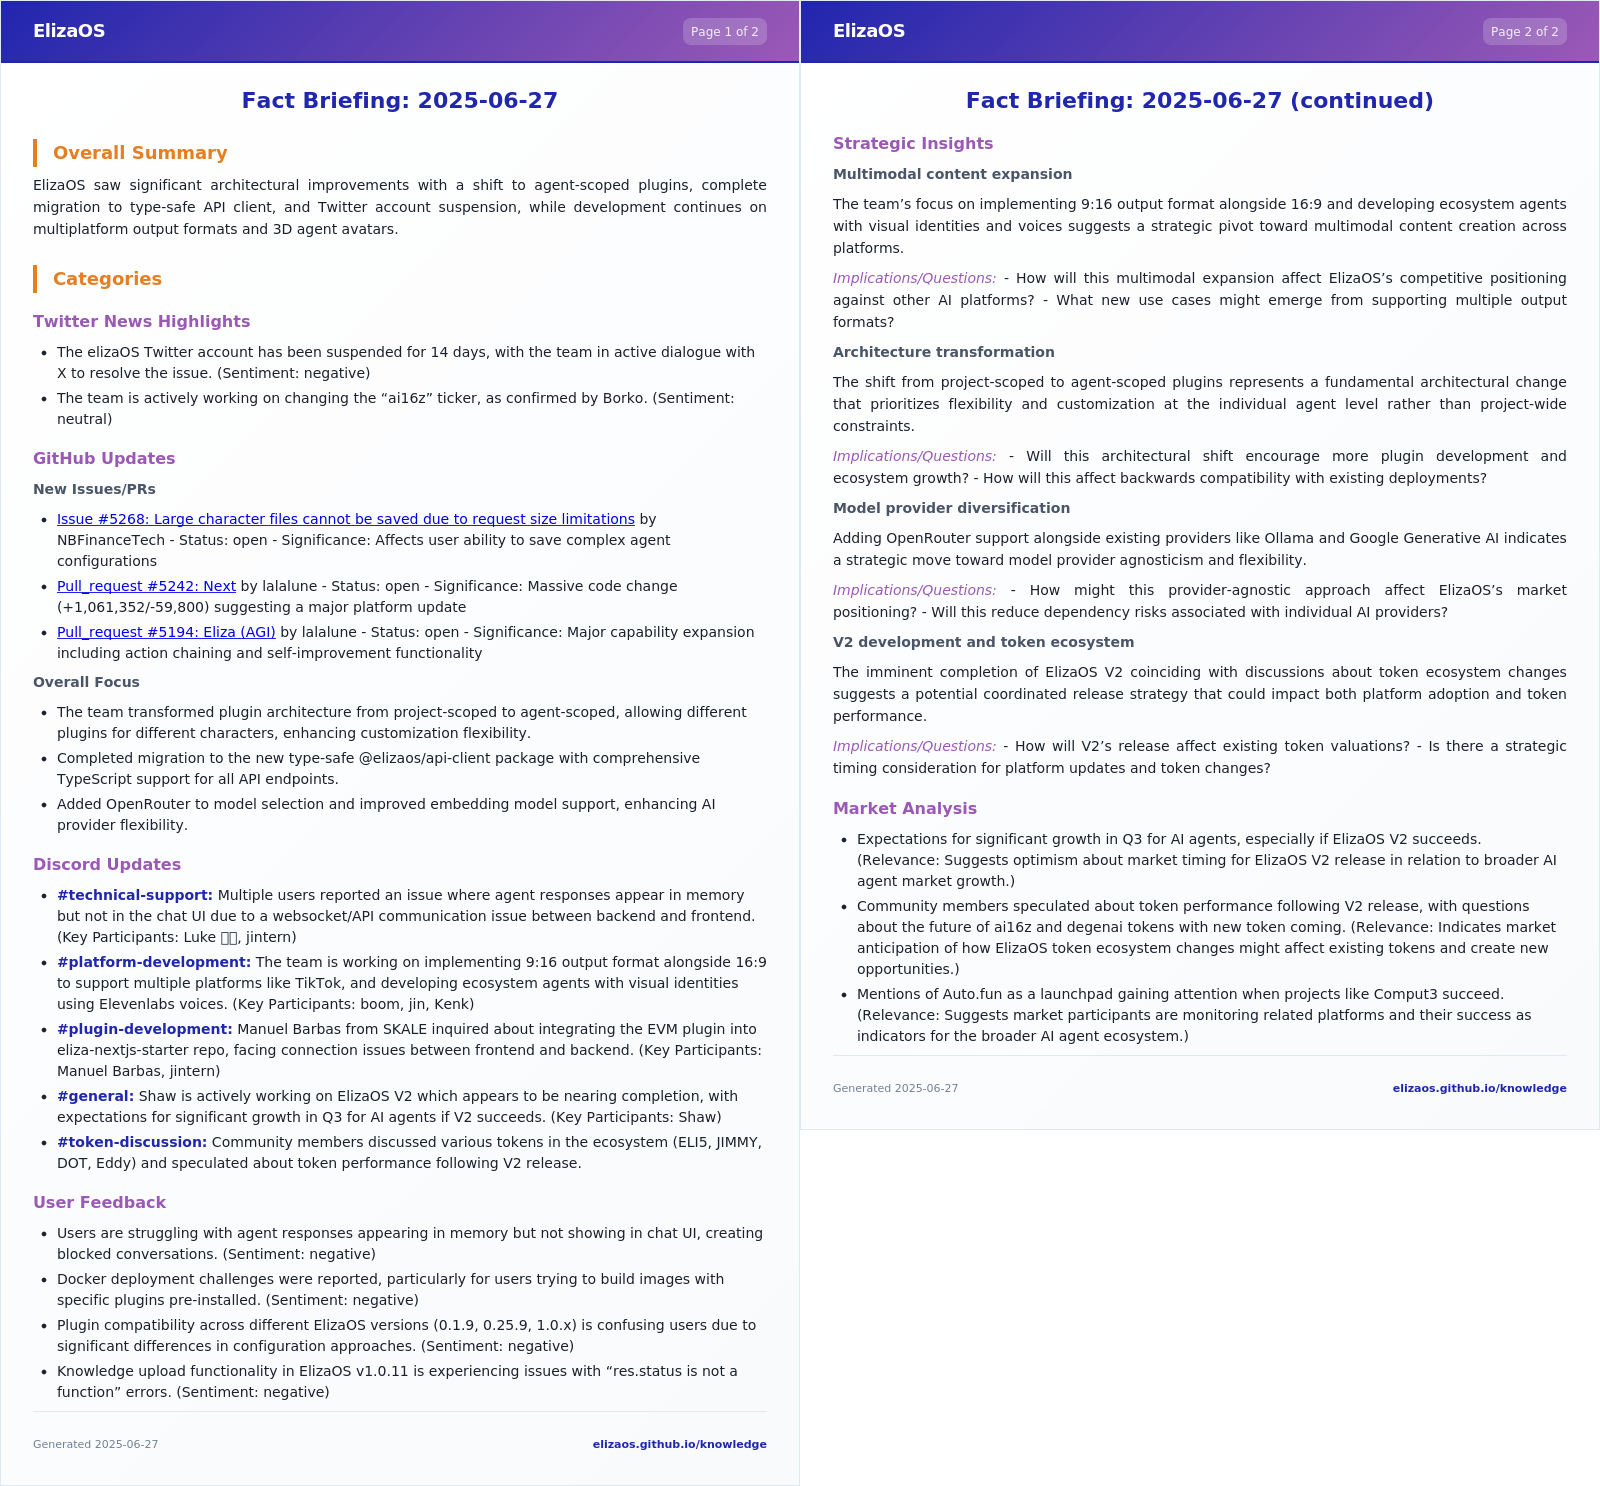 ElizaOS
Page 1 of 2
Fact Briefing: 2025-06-27
Overall Summary
ElizaOS saw significant architectural improvements with a shift to agent-scoped plugins, complete
migration to type-safe API client, and Twitter account suspension, while development continues on
multiplatform output formats and 3D agent avatars.
Categories
Twitter News Highlights
• The elizaOS Twitter account has been suspended for 14 days, with the team in active dialogue with
X to resolve the issue. (Sentiment: negative)
• The team is actively working on changing the “ai16z” ticker, as confirmed by Borko. (Sentiment:
neutral)
GitHub Updates
New Issues/PRs
• Issue #5268: Large character files cannot be saved due to request size limitations by
NBFinanceTech - Status: open - Significance: Affects user ability to save complex agent
configurations
• Pull_request #5242: Next by lalalune - Status: open - Significance: Massive code change
(+1,061,352/-59,800) suggesting a major platform update
• Pull_request #5194: Eliza (AGI) by lalalune - Status: open - Significance: Major capability expansion
including action chaining and self-improvement functionality
Overall Focus
• The team transformed plugin architecture from project-scoped to agent-scoped, allowing different
plugins for different characters, enhancing customization flexibility.
• Completed migration to the new type-safe @elizaos/api-client package with comprehensive
TypeScript support for all API endpoints.
• Added OpenRouter to model selection and improved embedding model support, enhancing AI
provider flexibility.
Discord Updates
• #technical-support: Multiple users reported an issue where agent responses appear in memory
but not in the chat UI due to a websocket/API communication issue between backend and frontend.
(Key Participants: Luke , jintern)
• #platform-development: The team is working on implementing 9:16 output format alongside 16:9
to support multiple platforms like TikTok, and developing ecosystem agents with visual identities
using Elevenlabs voices. (Key Participants: boom, jin, Kenk)
• #plugin-development: Manuel Barbas from SKALE inquired about integrating the EVM plugin into
eliza-nextjs-starter repo, facing connection issues between frontend and backend. (Key Participants:
Manuel Barbas, jintern)
• #general: Shaw is actively working on ElizaOS V2 which appears to be nearing completion, with
expectations for significant growth in Q3 for AI agents if V2 succeeds. (Key Participants: Shaw)
• #token-discussion: Community members discussed various tokens in the ecosystem (ELI5, JIMMY,
DOT, Eddy) and speculated about token performance following V2 release.
User Feedback
• Users are struggling with agent responses appearing in memory but not showing in chat UI, creating
blocked conversations. (Sentiment: negative)
• Docker deployment challenges were reported, particularly for users trying to build images with
specific plugins pre-installed. (Sentiment: negative)
• Plugin compatibility across different ElizaOS versions (0.1.9, 0.25.9, 1.0.x) is confusing users due to
significant differences in configuration approaches. (Sentiment: negative)
• Knowledge upload functionality in ElizaOS v1.0.11 is experiencing issues with “res.status is not a
function” errors. (Sentiment: negative)
Generated 2025-06-27
elizaos.github.io/knowledge
ElizaOS
Page 2 of 2
Fact Briefing: 2025-06-27 (continued)
Strategic Insights
Multimodal content expansion
The team’s focus on implementing 9:16 output format alongside 16:9 and developing ecosystem agents
with visual identities and voices suggests a strategic pivot toward multimodal content creation across
platforms.
Implications/Questions: - How will this multimodal expansion affect ElizaOS’s competitive positioning
against other AI platforms? - What new use cases might emerge from supporting multiple output
formats?
Architecture transformation
The shift from project-scoped to agent-scoped plugins represents a fundamental architectural change
that prioritizes flexibility and customization at the individual agent level rather than project-wide
constraints.
Implications/Questions: - Will this architectural shift encourage more plugin development and
ecosystem growth? - How will this affect backwards compatibility with existing deployments?
Model provider diversification
Adding OpenRouter support alongside existing providers like Ollama and Google Generative AI indicates
a strategic move toward model provider agnosticism and flexibility.
Implications/Questions: - How might this provider-agnostic approach affect ElizaOS’s market
positioning? - Will this reduce dependency risks associated with individual AI providers?
V2 development and token ecosystem
The imminent completion of ElizaOS V2 coinciding with discussions about token ecosystem changes
suggests a potential coordinated release strategy that could impact both platform adoption and token
performance.
Implications/Questions: - How will V2’s release affect existing token valuations? - Is there a strategic
timing consideration for platform updates and token changes?
Market Analysis
• Expectations for significant growth in Q3 for AI agents, especially if ElizaOS V2 succeeds.
(Relevance: Suggests optimism about market timing for ElizaOS V2 release in relation to broader AI
agent market growth.)
• Community members speculated about token performance following V2 release, with questions
about the future of ai16z and degenai tokens with new token coming. (Relevance: Indicates market
anticipation of how ElizaOS token ecosystem changes might affect existing tokens and create new
opportunities.)
• Mentions of Auto.fun as a launchpad gaining attention when projects like Comput3 succeed.
(Relevance: Suggests market participants are monitoring related platforms and their success as
indicators for the broader AI agent ecosystem.)
Generated 2025-06-27
elizaos.github.io/knowledge